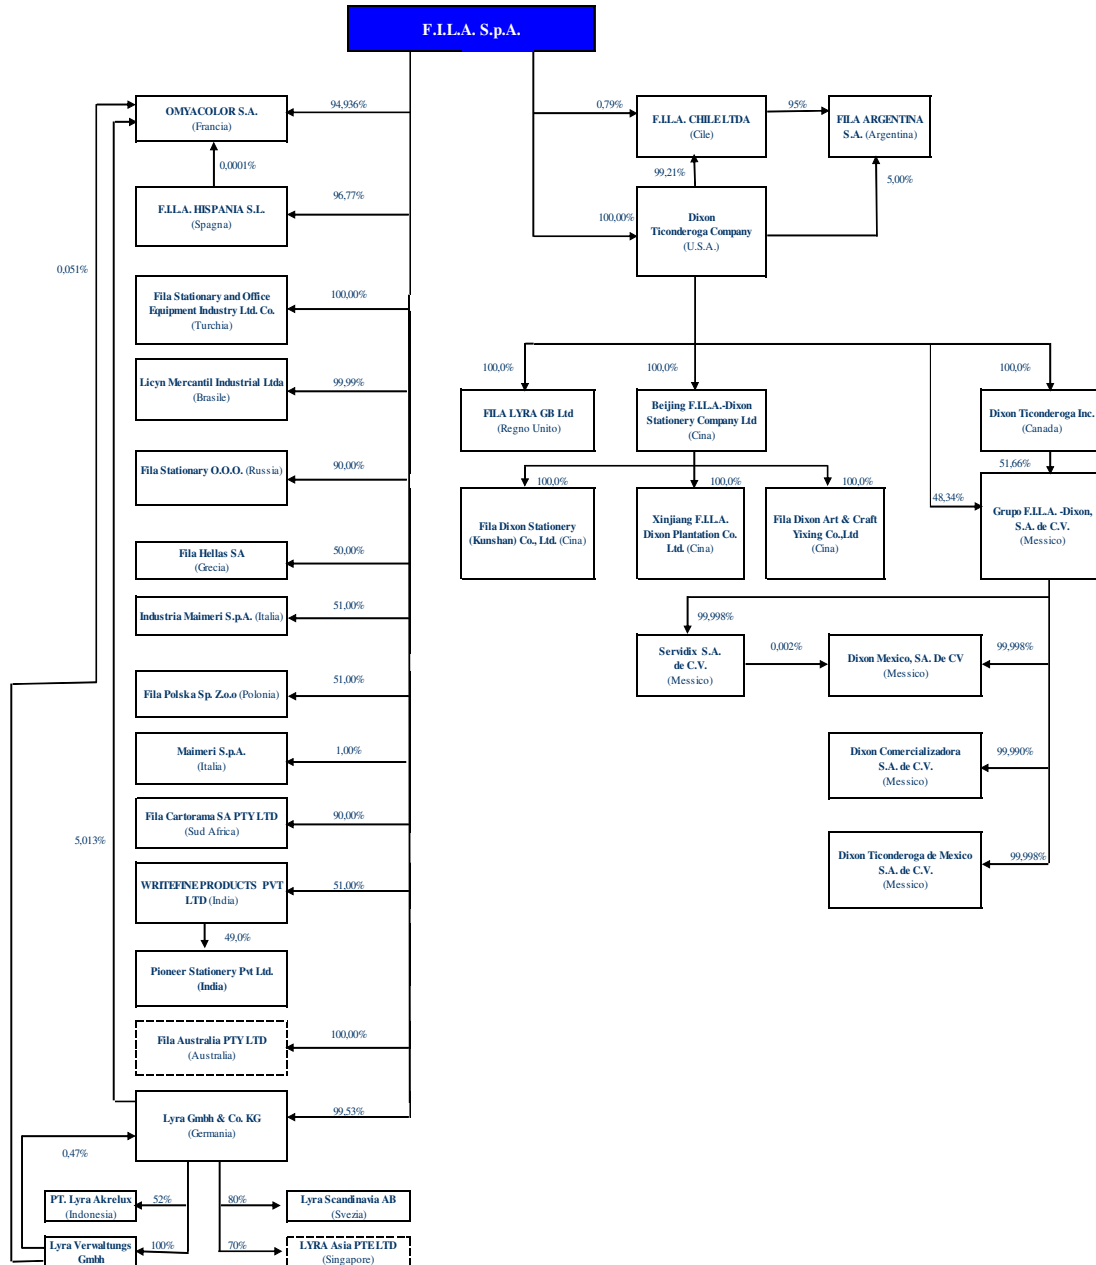 F.I.L.A. S.p.A.
OMYACOLOR S.A.
(Francia)
94,936%
0,0001%
F.I.L.A. HISPANIA S.L.
(Spagna)
96,77%
0,051%
Fila Stationary and Office
Equipment Industry Ltd. Co.
(Turchia)
100,00%
Licyn Mercantil Industrial Ltda
(Brasile)
99,99%
Fila Stationary O.O.O. (Russia)
90,00%
Fila Hellas SA
(Grecia)
50,00%
Industria Maimeri S.p.A. (Italia)
51,00%
Fila Polska Sp. Z.o.o (Polonia)
51,00%
Maimeri S.p.A.
(Italia)
1,00%
Fila Cartorama SA PTY LTD
(Sud Africa)
90,00%
5,013%
WRITEFINE PRODUCTS PVT
LTD (India)
51,00%
49,0%
Pioneer Stationery Pvt Ltd.
(India)
Fila Australia PTY LTD
(Australia)
100,00%
Lyra Gmbh & Co. KG
(Germania)
99,53%
0,47%
PT. Lyra Akrelux
(Indonesia)
52%
80%
Lyra Scandinavia AB
(Svezia)
Lyra Verwaltungs
Gmbh
100%
70%
LYRA Asia PTE LTD
(Singapore)
0,79%
F.I.L.A. CHILE LTDA
(Cile)
95%
FILA ARGENTINA
S.A. (Argentina)
99,21%
5,00%
100,00%
Dixon
Ticonderoga Company
(U.S.A.)
100,0%
100,0%
100,0%
FILA LYRA GB Ltd
(Regno Unito)
Beijing F.I.L.A.-Dixon
Stationery Company Ltd
(Cina)
Dixon Ticonderoga Inc.
(Canada)
51,66%
100,0%
100,0%
100,0%
48,34%
Fila Dixon Stationery
(Kunshan) Co., Ltd. (Cina)
Xinjiang F.I.L.A.
Dixon Plantation Co.
Ltd. (Cina)
Fila Dixon Art & Craft
Yixing Co.,Ltd
(Cina)
Grupo F.I.L.A. -Dixon,
S.A. de C.V.
(Messico)
99,998%
Servidix S.A.
de C.V.
(Messico)
0,002%
Dixon Mexico, SA. De CV
(Messico)
99,998%
Dixon Comercializadora
S.A. de C.V.
(Messico)
99,990%
Dixon Ticonderoga de Mexico
S.A. de C.V.
(Messico)
99,998%